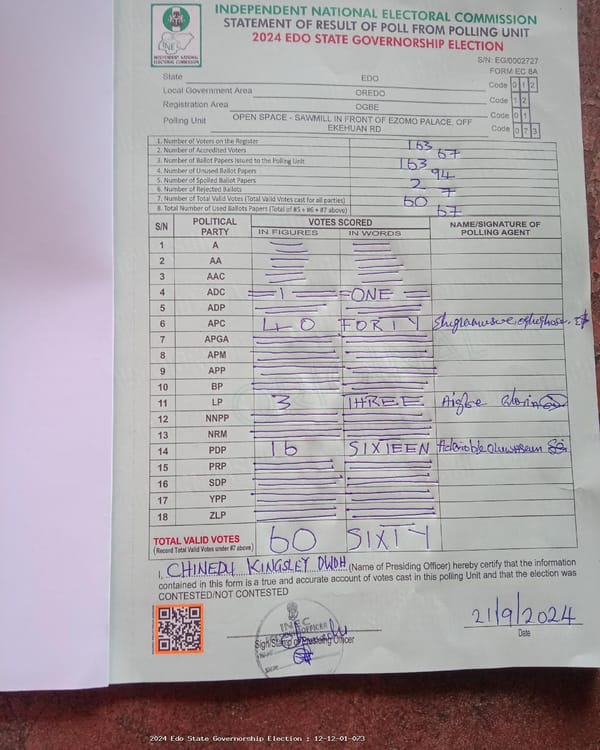 INDEPENDENT NATIONAL ELECTORAL COMMISSION
STATEMENT OF RESULT OF POLL FROM POLLING UNIT
2024 EDO STATE GOVERNORSHIP ELECTION
INEC
INDEPENDENT NATIONAL ELECTORAL COMMISSION
S/N: EG/0002727
FORM EC 8A
State EDO Code 0 1 2
Local Government Area OREDO Code 1 2
Registration Area OGBE Code 0 1
Polling Unit OPEN SPACE - SAWMILL IN FRONT OF EZOMO PALACE, OFF EKEHUAN RD Code 0 7 3
1. Number of Voters on the Register 163
2. Number of Accredited Voters 67
3. Number of Ballot Papers Issued to the Polling Unit 163
4. Number of Unused Ballot Papers 94
5. Number of Spoiled Ballot Papers 2
6. Number of Rejected Ballots 7
7. Number of Total Valid Votes (Total Valid Votes cast for all parties) 60
8. Total Number of Used Ballots Papers (Total of #5 + #6 + #7 above) 67
S/N POLITICAL PARTY VOTES SCORED NAME/SIGNATURE OF POLLING AGENT
IN FIGURES IN WORDS
1 A
2 AA
3 AAC
4 ADC 1 ONE
5 ADP
6 APC 40 FORTY
7 APGA
8 APM
9 APP
10 BP
11 LP 3 THREE Aigbe
12 NNPP
13 NRM
14 PDP 16 SIXTEEN
15 PRP
16 SDP
17 YPP
18 ZLP
TOTAL VALID VOTES 60 SIXTY
(Record Total Valid Votes under #7 above)
I, CHINEDU KINGSLEY (Name of Presiding Officer) hereby certify that the information
contained in this form is a true and accurate account of votes cast in this polling Unit and that the election was
CONTESTED/NOT CONTESTED
INEC
Sign/Stamp of Presiding Officer
21/9/2024
Date
2024 Edo State Governorship Election : 12-12-01-073